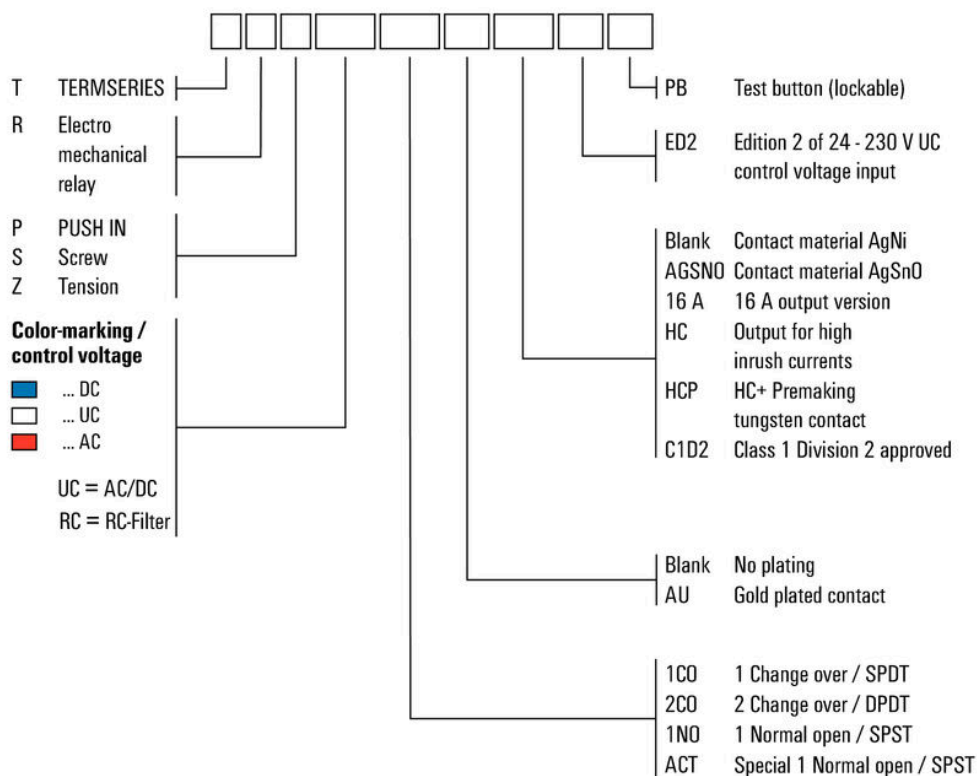 T TERMSERIES
R Electro
mechanical
relay
P PUSH IN
S Screw
Z Tension
Color-marking /
control voltage
... DC
... UC
... AC
UC = AC/DC
RC = RC-Filter
PB Test button (lockable)
ED2 Edition 2 of 24 - 230 V UC
control voltage input
Blank Contact material AgNi
AGSNO Contact material AgSnO
16 A 16 A output version
HC Output for high
inrush currents
HCP HC+ Premaking
tungsten contact
C1D2 Class 1 Division 2 approved
Blank No plating
AU Gold plated contact
1CO 1 Change over / SPDT
2CO 2 Change over / DPDT
1NO 1 Normal open / SPST
ACT Special 1 Normal open / SPST